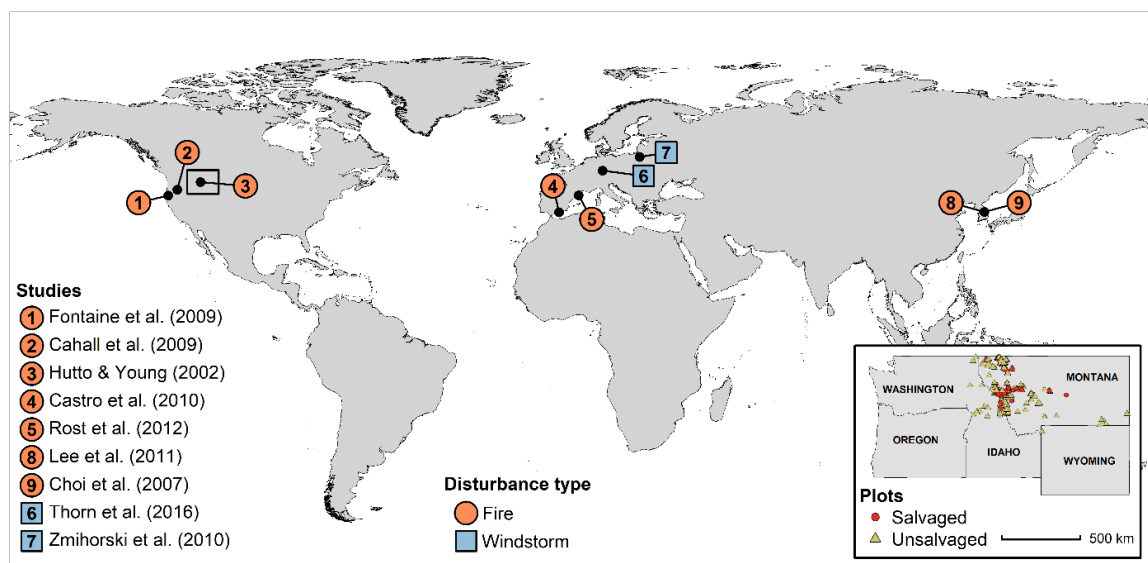 2
1
3
4
5
6
7
8
9
Studies
1 Fontaine et al. (2009)
2 Cahall et al. (2009)
3 Hutto & Young (2002)
4 Castro et al. (2010)
5 Rost et al. (2012)
8 Lee et al. (2011)
9 Choi et al. (2007)
6 Thorn et al. (2016)
7 Zmihorski et al. (2010)
Disturbance type
Fire
Windstorm
WASHINGTON
MONTANA
OREGON
IDAHO
WYOMING
Plots
Salvaged
Unsalvaged
500 km